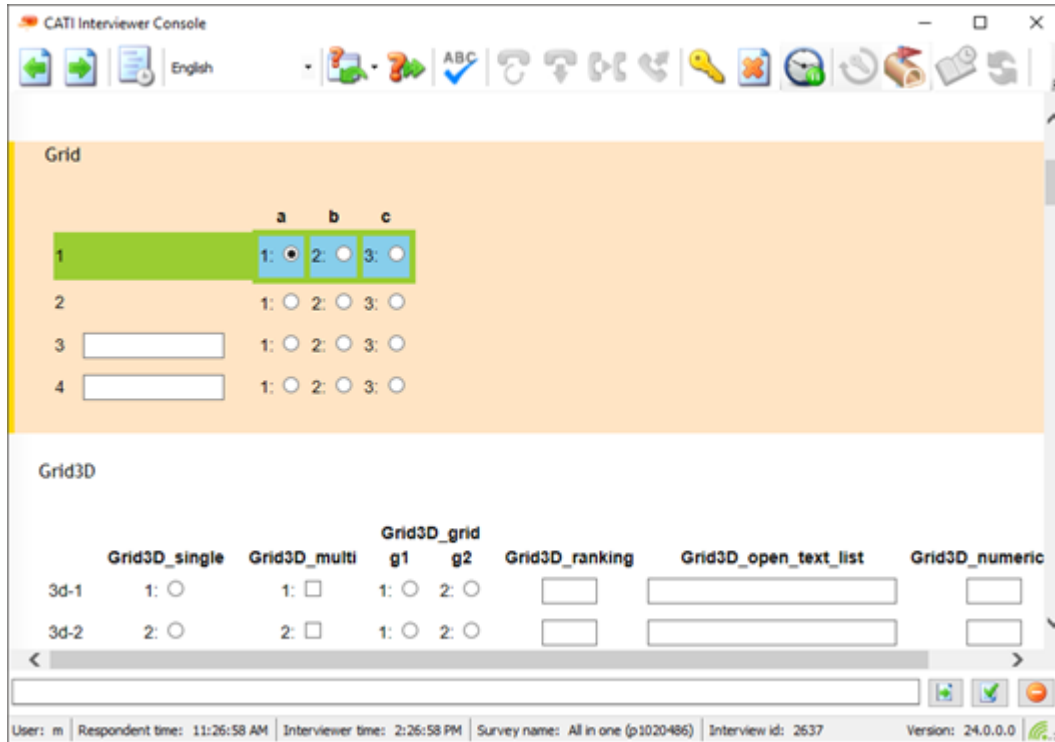 CATI Interviewer Console
English
ABC
Grid
a b c
1 1: 2: 3:
2 1: 2: 3:
3 1: 2: 3:
4 1: 2: 3:
Grid3D
Grid3D_grid
Grid3D_single Grid3D_multi g1 g2 Grid3D_ranking Grid3D_open_text_list Grid3D_numeric
3d-1 1: 1: 1: 2:
3d-2 2: 2: 1: 2:
User: m Respondent time: 11:26:58 AM Interviewer time: 2:26:58 PM Survey name: All in one (p1020486) Interview id: 2637 Version: 24.0.0.0